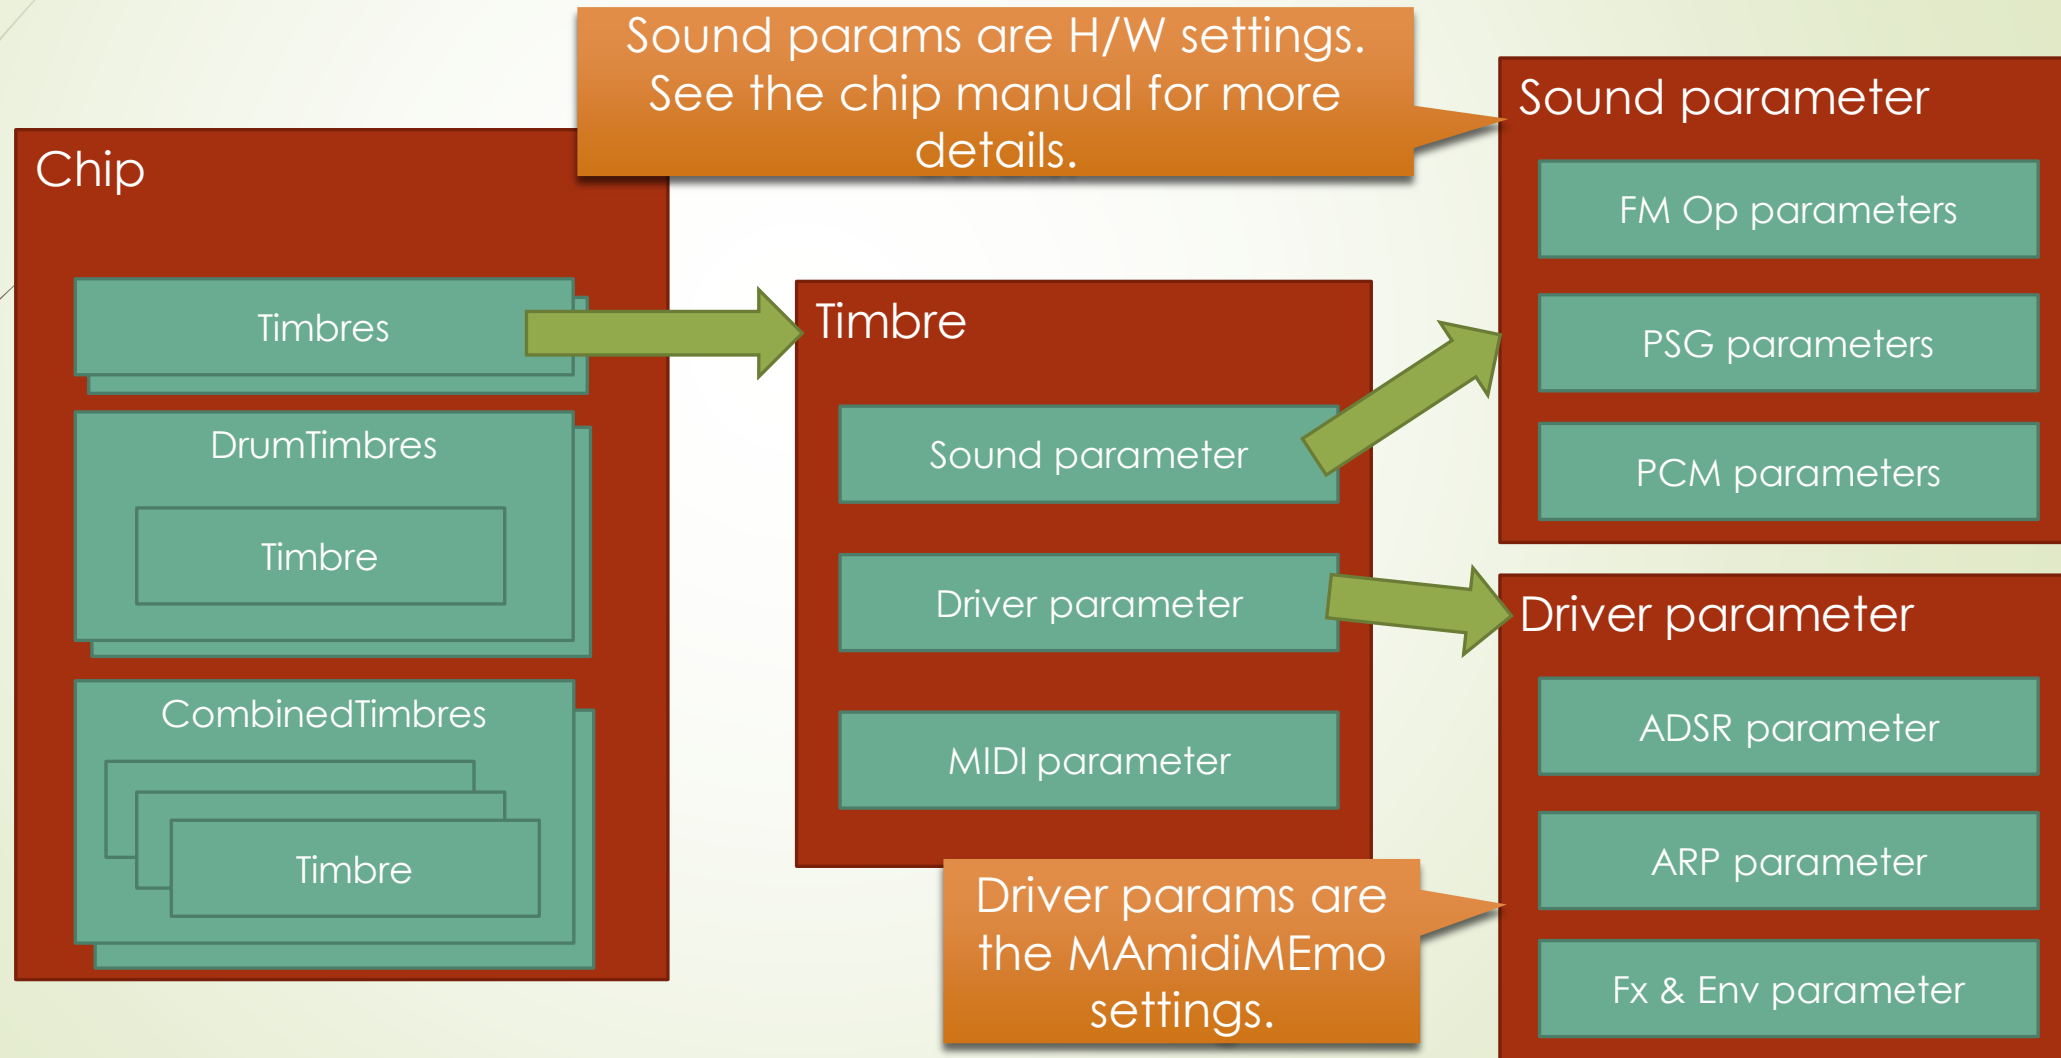 Sound params are H/W settings.
See the chip manual for more
details.
Chip
Timbres
DrumTimbres
Timbre
CombinedTimbres
Timbre
Timbre
Sound parameter
Driver parameter
MIDI parameter
Driver params are
the MAmidiMEmo
settings.
Sound parameter
FM Op parameters
PSG parameters
PCM parameters
Driver parameter
ADSR parameter
ARP parameter
Fx & Env parameter